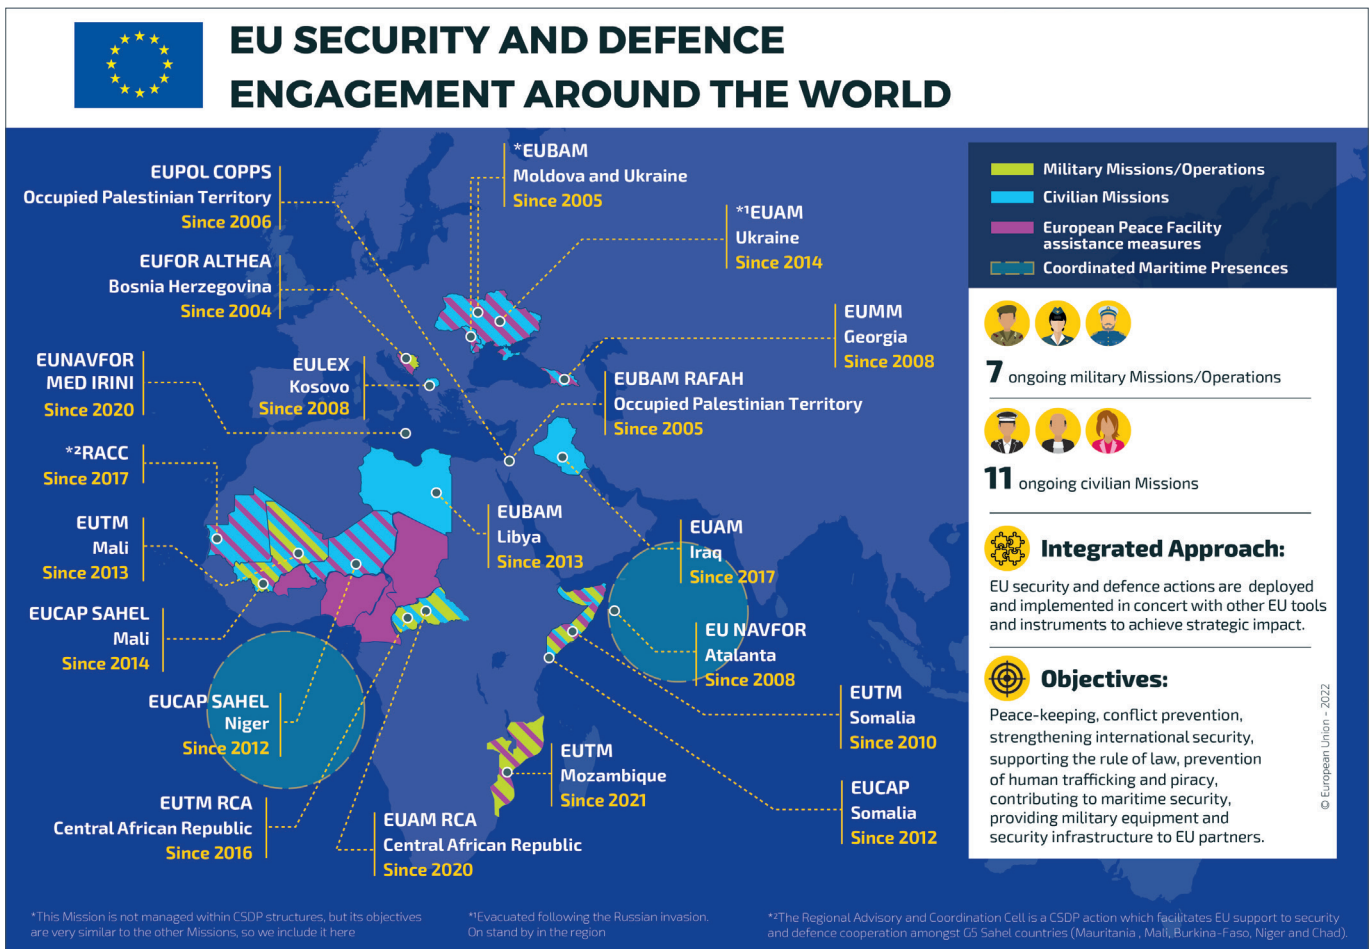 EU SECURITY AND DEFENCE
ENGAGEMENT AROUND THE WORLD
EUPOL COPPS
Occupied Palestinian Territory
Since 2006
EUFOR ALTHEA
Bosnia Herzegovina
Since 2004
EUNAVFOR
MED IRINI
Since 2020
EULEX
Kosovo
Since 2008
*²RACC
Since 2017
EUTM
Mali
Since 2013
EUCAP SAHEL
Mali
Since 2014
EUCAP SAHEL
Niger
Since 2012
EUTM RCA
Central African Republic
Since 2016
EUAM RCA
Central African Republic
Since 2020
*EUBAM
Moldova and Ukraine
Since 2005
*¹EUAM
Ukraine
Since 2014
EUMM
Georgia
Since 2008
EUBAM RAFAH
Occupied Palestinian Territory
Since 2005
EUBAM
Libya
Since 2013
EUAM
Iraq
Since 2017
EU NAVFOR
Atalanta
Since 2008
EUTM
Somalia
Since 2010
EUTM
Mozambique
Since 2021
EUCAP
Somalia
Since 2012
Military Missions/Operations
Civilian Missions
European Peace Facility
assistance measures
Coordinated Maritime Presences
7 ongoing military Missions/Operations
11 ongoing civilian Missions
Integrated Approach:
EU security and defence actions are deployed
and implemented in concert with other EU tools
and instruments to achieve strategic impact.
Objectives:
Peace-keeping, conflict prevention,
strengthening international security,
supporting the rule of law, prevention
of human trafficking and piracy,
contributing to maritime security,
providing military equipment and
security infrastructure to EU partners.
© European Union - 2022
*This Mission is not managed within CSDP structures, but its objectives
are very similar to the other Missions, so we include it here
*¹Evacuated following the Russian invasion.
On stand by in the region
*²The Regional Advisory and Coordination Cell is a CSDP action which facilitates EU support to security
and defence cooperation amongst G5 Sahel countries (Mauritania , Mali, Burkina-Faso, Niger and Chad).